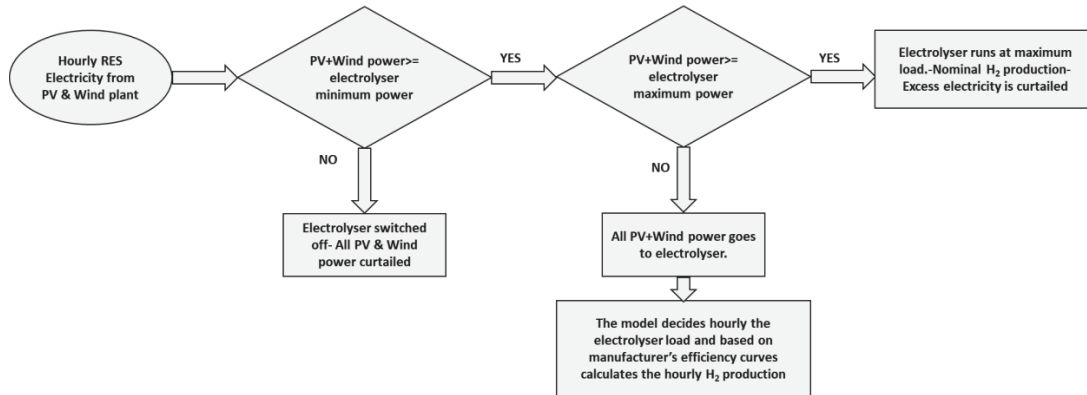 Hourly RES
Electricity from
PV & Wind plant
PV+Wind power>=
electrolyser
minimum power
YES
PV+Wind power>=
electrolyser
maximum power
YES
Electrolyser runs at maximum
load.-Nominal H₂ production-
Excess electricity is curtailed
NO
NO
Electrolyser switched
off- All PV & Wind
power curtailed
All PV+Wind power goes
to electrolyser.
The model decides hourly the
electrolyser load and based on
manufacturer’s efficiency curves
calculates the hourly H₂ production